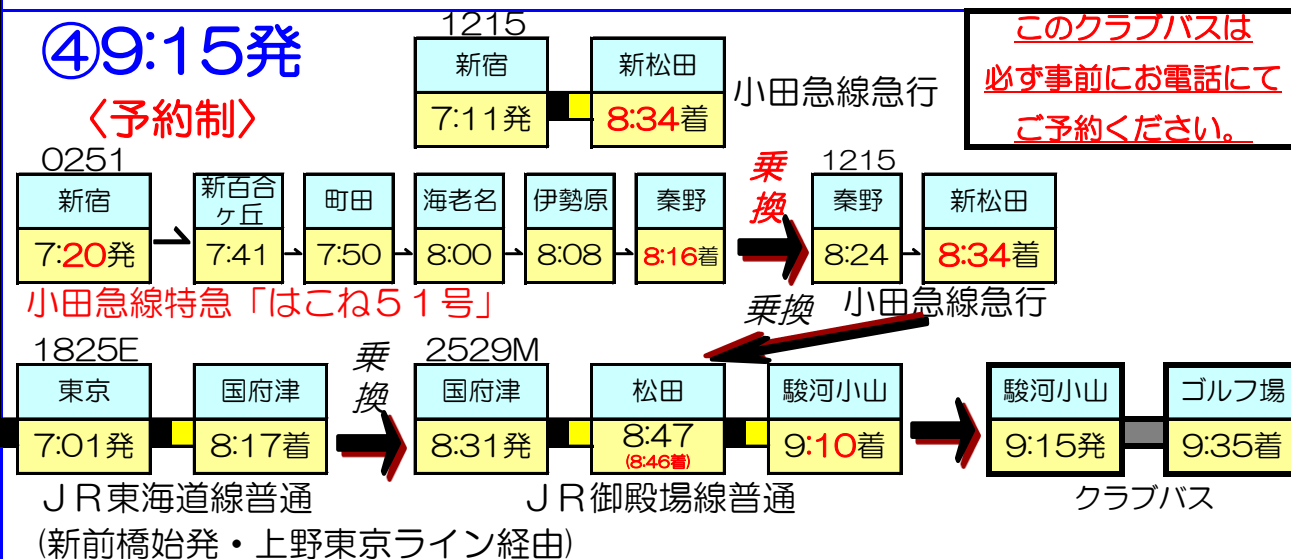 ④9:15発
〈予約制〉
1215
新宿 新松田
7:11発 8:34着
小田急線急行
このクラブバスは
必ず事前にお電話にて
ご予約ください。
0251
新宿 新百合ヶ丘 町田 海老名 伊勢原 秦野
7:20発 7:41 7:50 8:00 8:08 8:16着
小田急線特急「はこね51号」
乗換
1215
秦野 新松田
8:24 8:34着
小田急線急行
乗換
1825E
東京 国府津
7:01発 8:17着
JR東海道線普通
(新前橋始発・上野東京ライン経由)
乗換
2529M
国府津 松田 駿河小山
8:31発 8:47 9:10着
(8:46着)
JR御殿場線普通
駿河小山 ゴルフ場
9:15発 9:35着
クラブバス